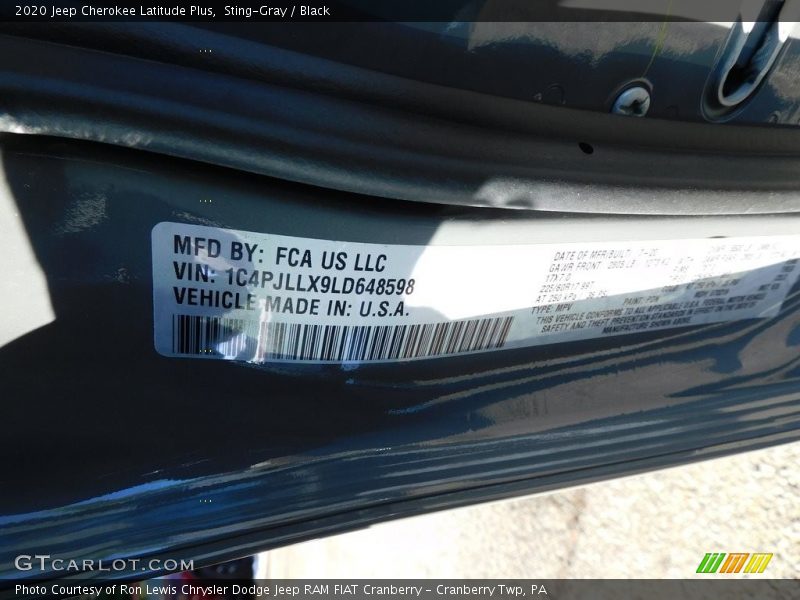 2020 Jeep Cherokee Latitude Plus, Sting-Gray / Black
MFD BY: FCA US LLC
VIN: 1C4PJLLX9LD648598
VEHICLE MADE IN: U.S.A.
DATE OF MFR/BUILT:
GAWR FRONT
17X7.0
TYPE: MPV
THIS VEHICLE CONFORMS TO ALL APPLICABLE U.S.A. FEDERAL MOTOR
SAFETY AND THEFT PREVENTION STANDARDS IN EFFECT ON THE DATE OF
MANUFACTURE SHOWN ABOVE
GTCARLOT.COM
Photo Courtesy of Ron Lewis Chrysler Dodge Jeep RAM FIAT Cranberry - Cranberry Twp, PA